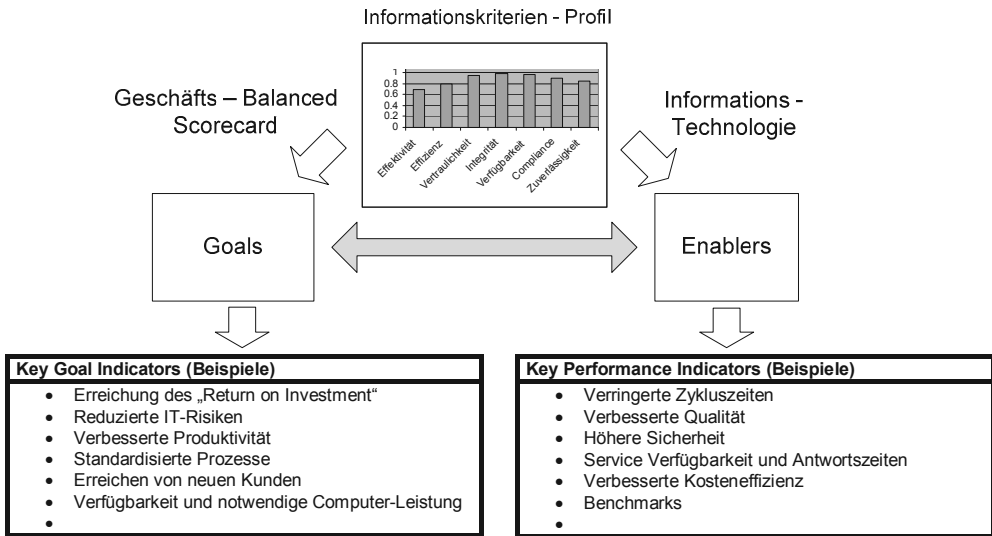 Informationskriterien - Profil
1
0.8
0.6
0.4
0.2
0
Effektivität
Effizienz
Vertraulichkeit
Integrität
Verfügbarkeit
Compliance
Zuverlässigkeit
Geschäfts – Balanced
Scorecard
Informations -
Technologie
Goals
Enablers
Key Goal Indicators (Beispiele)
• Erreichung des „Return on Investment“
• Reduzierte IT-Risiken
• Verbesserte Produktivität
• Standardisierte Prozesse
• Erreichen von neuen Kunden
• Verfügbarkeit und notwendige Computer-Leistung
•
Key Performance Indicators (Beispiele)
• Verringerte Zykluszeiten
• Verbesserte Qualität
• Höhere Sicherheit
• Service Verfügbarkeit und Antwortszeiten
• Verbesserte Kosteneffizienz
• Benchmarks
•